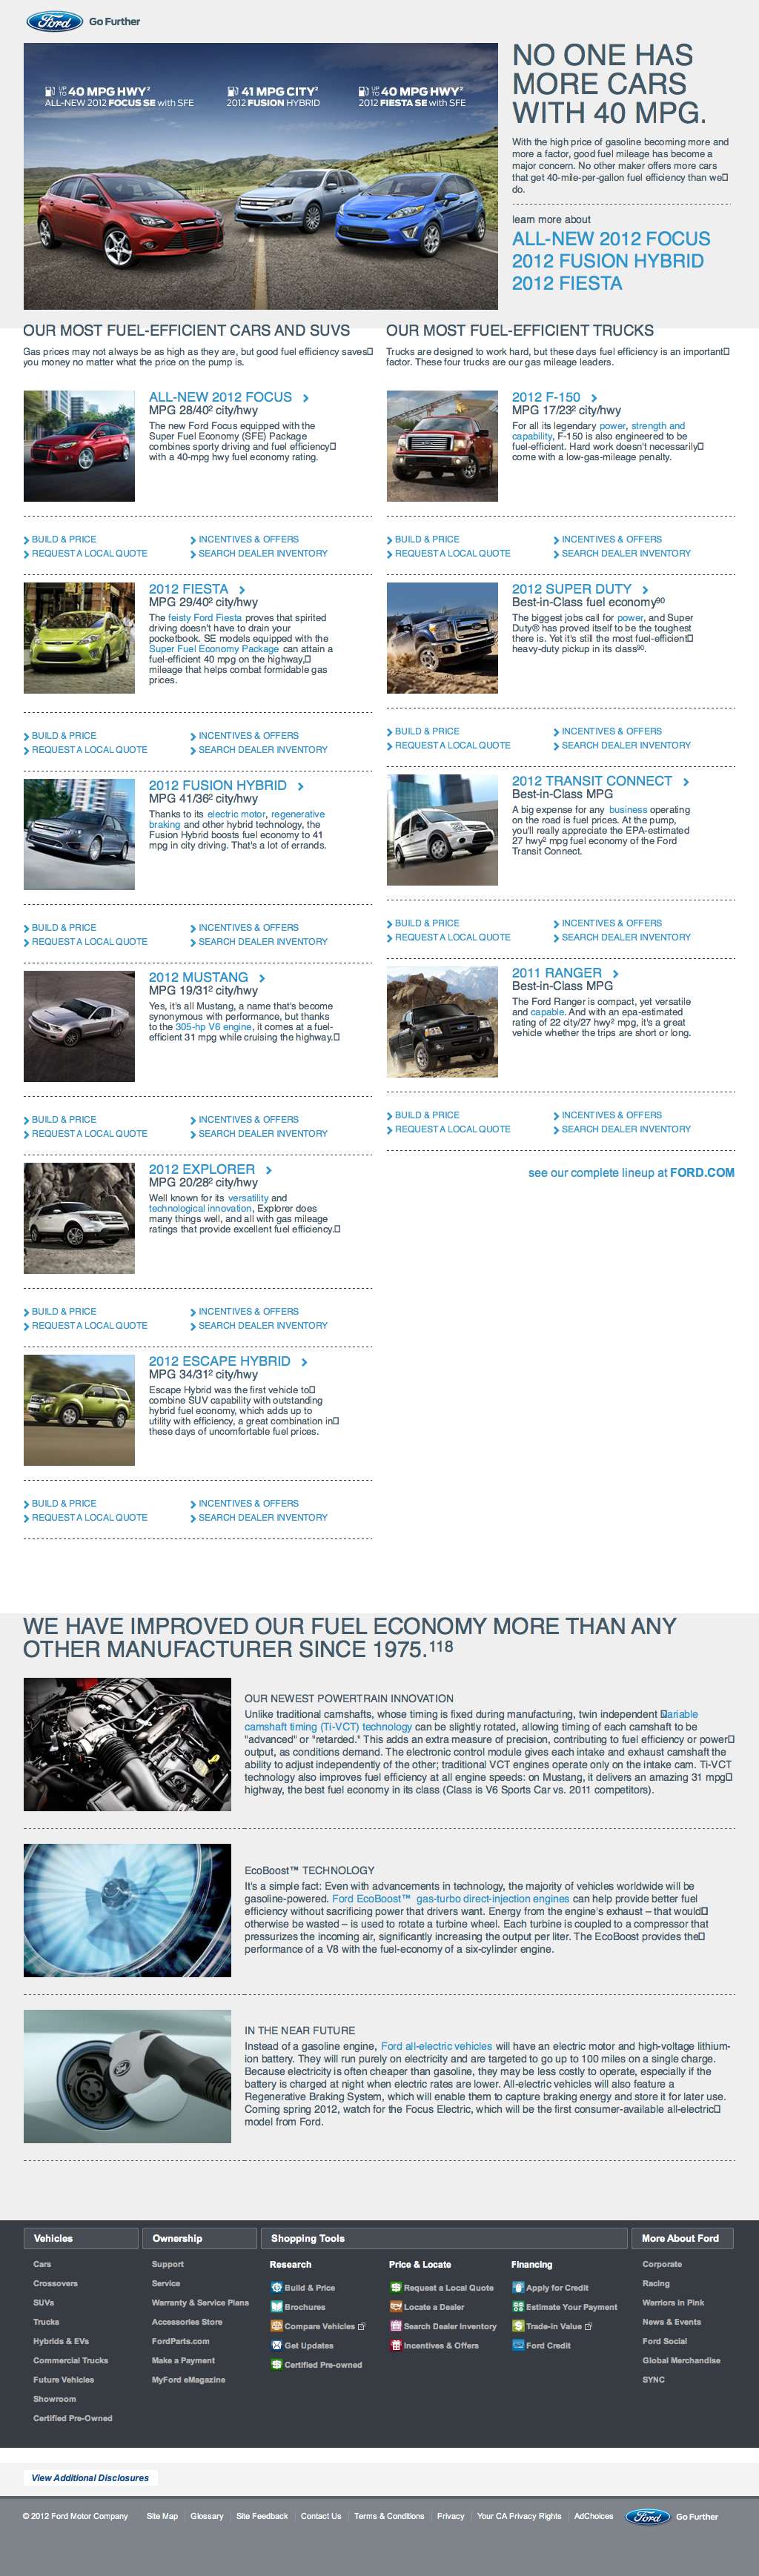 Ford Go Further
UP TO 40 MPG HWY²
ALL-NEW 2012 FOCUS SE with SFE
41 MPG CITY²
2012 FUSION HYBRID
UP TO 40 MPG HWY²
2012 FIESTA SE with SFE
NO ONE HAS
MORE CARS
WITH 40 MPG.
With the high price of gasoline becoming more and
more a factor, good fuel mileage has become a
major concern. No other maker offers more cars
that get 40-mile-per-gallon fuel efficiency than we
do.
learn more about
ALL-NEW 2012 FOCUS
2012 FUSION HYBRID
2012 FIESTA
OUR MOST FUEL-EFFICIENT CARS AND SUVS
Gas prices may not always be as high as they are, but good fuel efficiency saves
you money no matter what the price on the pump is.
ALL-NEW 2012 FOCUS
MPG 28/40² city/hwy
The new Ford Focus equipped with the
Super Fuel Economy (SFE) Package
combines sporty driving and fuel efficiency
with a 40-mpg hwy fuel economy rating.
BUILD & PRICE
INCENTIVES & OFFERS
REQUEST A LOCAL QUOTE
SEARCH DEALER INVENTORY
2012 FIESTA
MPG 29/40² city/hwy
The feisty Ford Fiesta proves that spirited
driving doesn't have to drain your
pocketbook. SE models equipped with the
Super Fuel Economy Package can attain a
fuel-efficient 40 mpg on the highway,
mileage that helps combat formidable gas
prices.
BUILD & PRICE
INCENTIVES & OFFERS
REQUEST A LOCAL QUOTE
SEARCH DEALER INVENTORY
2012 FUSION HYBRID
MPG 41/36² city/hwy
Thanks to its electric motor, regenerative
braking and other hybrid technology, the
Fusion Hybrid boosts fuel economy to 41
mpg in city driving. That's a lot of errands.
BUILD & PRICE
INCENTIVES & OFFERS
REQUEST A LOCAL QUOTE
SEARCH DEALER INVENTORY
2012 MUSTANG
MPG 19/31² city/hwy
Yes, it's all Mustang, a name that's become
synonymous with performance, but thanks
to the 305-hp V6 engine, it comes at a fuel-
efficient 31 mpg while cruising the highway.
BUILD & PRICE
INCENTIVES & OFFERS
REQUEST A LOCAL QUOTE
SEARCH DEALER INVENTORY
2012 EXPLORER
MPG 20/28² city/hwy
Well known for its versatility and
technological innovation, Explorer does
many things well, and all with gas mileage
ratings that provide excellent fuel efficiency.
BUILD & PRICE
INCENTIVES & OFFERS
REQUEST A LOCAL QUOTE
SEARCH DEALER INVENTORY
2012 ESCAPE HYBRID
MPG 34/31² city/hwy
Escape Hybrid was the first vehicle to
combine SUV capability with outstanding
hybrid fuel economy, which adds up to
utility with efficiency, a great combination in
these days of uncomfortable fuel prices.
BUILD & PRICE
INCENTIVES & OFFERS
REQUEST A LOCAL QUOTE
SEARCH DEALER INVENTORY
OUR MOST FUEL-EFFICIENT TRUCKS
Trucks are designed to work hard, but these days fuel efficiency is an important
factor. These four trucks are our gas mileage leaders.
2012 F-150
MPG 17/23² city/hwy
For all its legendary power, strength and
capability, F-150 is also engineered to be
fuel-efficient. Hard work doesn't necessarily
come with a low-gas-mileage penalty.
BUILD & PRICE
INCENTIVES & OFFERS
REQUEST A LOCAL QUOTE
SEARCH DEALER INVENTORY
2012 SUPER DUTY
Best-in-Class fuel economy⁹⁰
The biggest jobs call for power, and Super
Duty® has proved itself to be the toughest
there is. Yet it's still the most fuel-efficient
heavy-duty pickup in its class⁹⁰.
BUILD & PRICE
INCENTIVES & OFFERS
REQUEST A LOCAL QUOTE
SEARCH DEALER INVENTORY
2012 TRANSIT CONNECT
Best-in-Class MPG
A big expense for any business operating
on the road is fuel prices. At the pump,
you'll really appreciate the EPA-estimated
27 hwy² mpg fuel economy of the Ford
Transit Connect.
BUILD & PRICE
INCENTIVES & OFFERS
REQUEST A LOCAL QUOTE
SEARCH DEALER INVENTORY
2011 RANGER
Best-in-Class MPG
The Ford Ranger is compact, yet versatile
and capable. And with an epa-estimated
rating of 22 city/27 hwy² mpg, it's a great
vehicle whether the trips are short or long.
BUILD & PRICE
INCENTIVES & OFFERS
REQUEST A LOCAL QUOTE
SEARCH DEALER INVENTORY
see our complete lineup at FORD.COM
WE HAVE IMPROVED OUR FUEL ECONOMY MORE THAN ANY
OTHER MANUFACTURER SINCE 1975.¹¹⁸
OUR NEWEST POWERTRAIN INNOVATION
Unlike traditional camshafts, whose timing is fixed during manufacturing, twin independent ariable
camshaft timing (Ti-VCT) technology can be slightly rotated, allowing timing of each camshaft to be
"advanced" or "retarded." This adds an extra measure of precision, contributing to fuel efficiency or power
output, as conditions demand. The electronic control module gives each intake and exhaust camshaft the
ability to adjust independently of the other; traditional VCT engines operate only on the intake cam. Ti-VCT
technology also improves fuel efficiency at all engine speeds: on Mustang, it delivers an amazing 31 mpg
highway, the best fuel economy in its class (Class is V6 Sports Car vs. 2011 competitors).
EcoBoost™ TECHNOLOGY
It's a simple fact: Even with advancements in technology, the majority of vehicles worldwide will be
gasoline-powered. Ford EcoBoost™ gas-turbo direct-injection engines can help provide better fuel
efficiency without sacrificing power that drivers want. Energy from the engine's exhaust – that would
otherwise be wasted – is used to rotate a turbine wheel. Each turbine is coupled to a compressor that
pressurizes the incoming air, significantly increasing the output per liter. The EcoBoost provides the
performance of a V8 with the fuel-economy of a six-cylinder engine.
IN THE NEAR FUTURE
Instead of a gasoline engine, Ford all-electric vehicles will have an electric motor and high-voltage lithium-
ion battery. They will run purely on electricity and are targeted to go up to 100 miles on a single charge.
Because electricity is often cheaper than gasoline, they may be less costly to operate, especially if the
battery is charged at night when electric rates are lower. All-electric vehicles will also feature a
Regenerative Braking System, which will enable them to capture braking energy and store it for later use.
Coming spring 2012, watch for the Focus Electric, which will be the first consumer-available all-electric
model from Ford.
Vehicles
Cars
Crossovers
SUVs
Trucks
Hybrids & EVs
Commercial Trucks
Future Vehicles
Showroom
Certified Pre-Owned
Ownership
Support
Service
Warranty & Service Plans
Accessories Store
FordParts.com
Make a Payment
MyFord eMagazine
Shopping Tools
Research
Build & Price
Brochures
Compare Vehicles
Get Updates
Certified Pre-owned
Price & Locate
Request a Local Quote
Locate a Dealer
Search Dealer Inventory
Incentives & Offers
Financing
Apply for Credit
Estimate Your Payment
Trade-in Value
Ford Credit
More About Ford
Corporate
Racing
Warriors in Pink
News & Events
Ford Social
Global Merchandise
SYNC
View Additional Disclosures
© 2012 Ford Motor Company Site Map Glossary Site Feedback Contact Us Terms & Conditions Privacy Your CA Privacy Rights AdChoices Ford Go Further